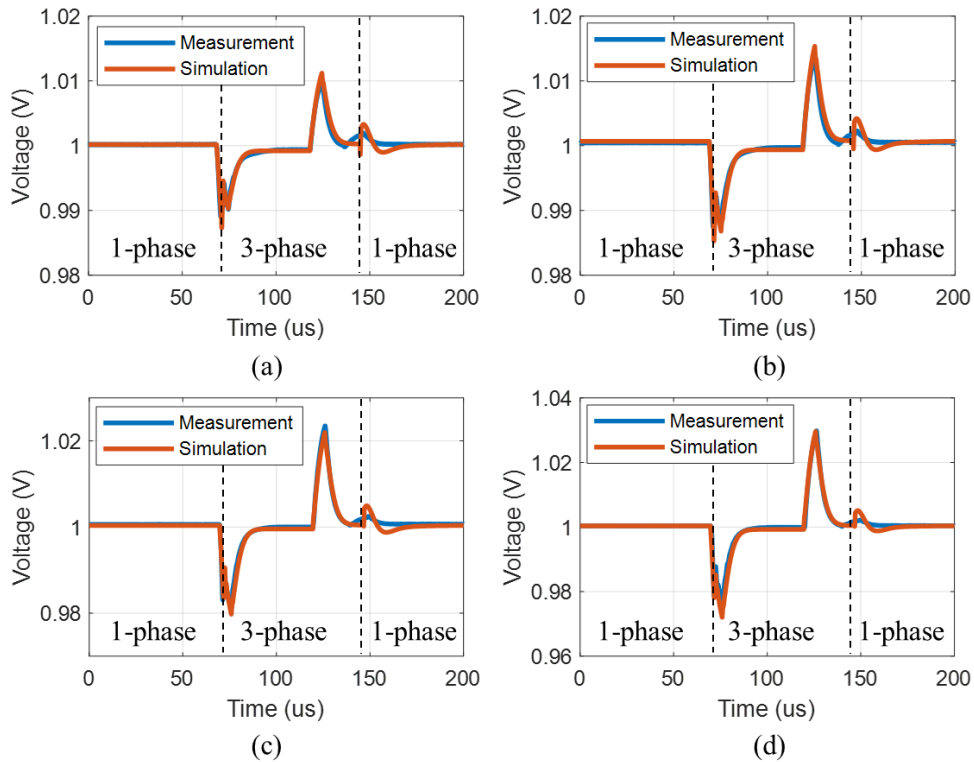 1.02
1.01
1
0.99
0.98
Voltage (V)
Measurement
Simulation
1-phase 3-phase 1-phase
0 50 100 150 200
Time (us)
(a)
1.02
1.01
1
0.99
0.98
Voltage (V)
Measurement
Simulation
1-phase 3-phase 1-phase
0 50 100 150 200
Time (us)
(b)
1.02
1
0.98
Voltage (V)
Measurement
Simulation
1-phase 3-phase 1-phase
0 50 100 150 200
Time (us)
(c)
1.04
1.02
1
0.98
0.96
Voltage (V)
Measurement
Simulation
1-phase 3-phase 1-phase
0 50 100 150 200
Time (us)
(d)